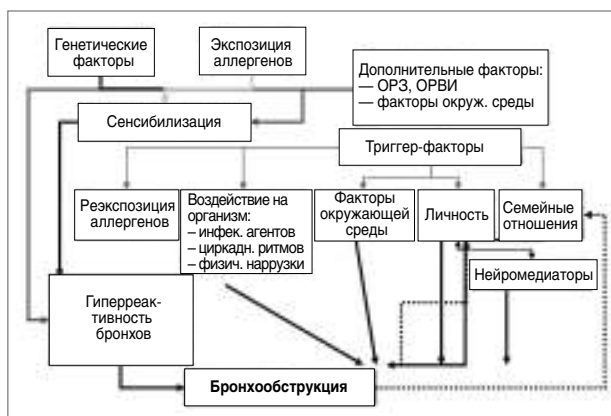 Генетические
факторы
Экспозиция
аллергенов
Дополнительные факторы:
— ОРЗ, ОРВИ
— факторы окруж. среды
Сенсибилизация
Триггер-факторы
Реэкспозиция
аллергенов
Воздействие на
организм:
– инфек. агентов
– циркадн. ритмов
– физич. наррузки
Факторы
окружающей
среды
Личность
Семейные
отношения
Нейромедиаторы
Гиперреак-
тивность
бронхов
Бронхообструкция